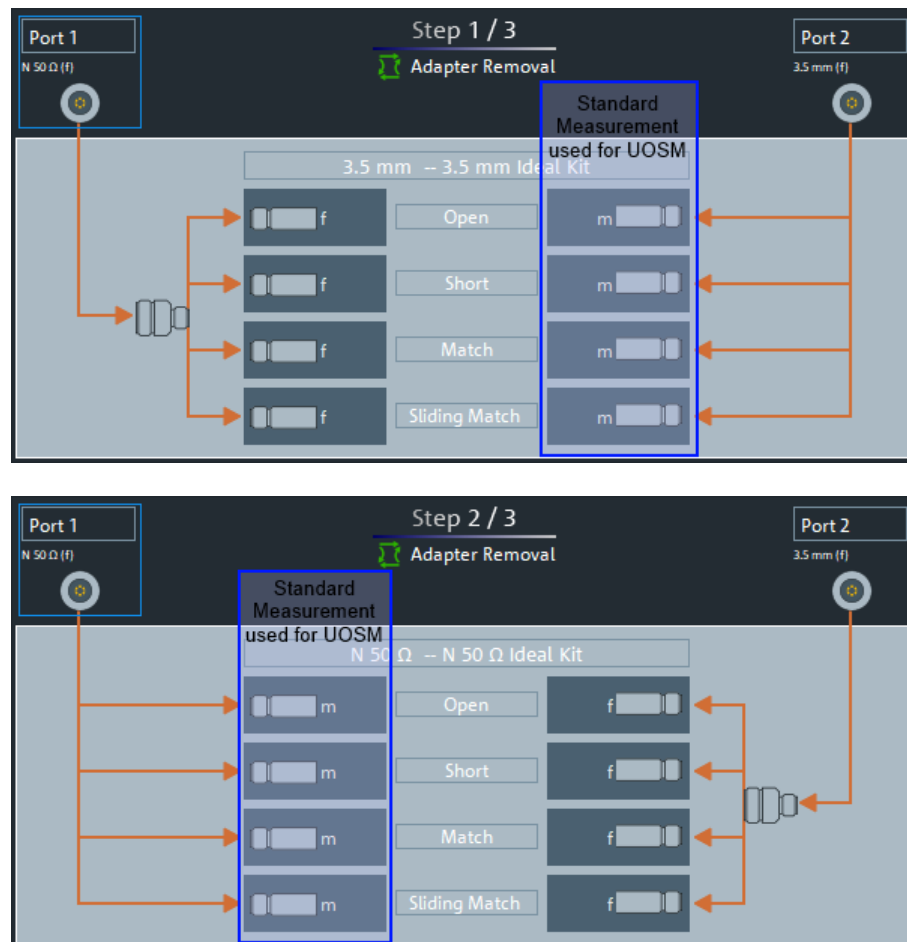 Port 1
N 50 Ω (f)
Step 1 / 3
Adapter Removal
Port 2
3.5 mm (f)
Standard
Measurement
used for UOSM
3.5 mm -- 3.5 mm Ideal Kit
f Open m
f Short m
f Match m
f Sliding Match m
Port 1
N 50 Ω (f)
Step 2 / 3
Adapter Removal
Port 2
3.5 mm (f)
Standard
Measurement
used for UOSM
N 50 Ω -- N 50 Ω Ideal Kit
m Open f
m Short f
m Match f
m Sliding Match f